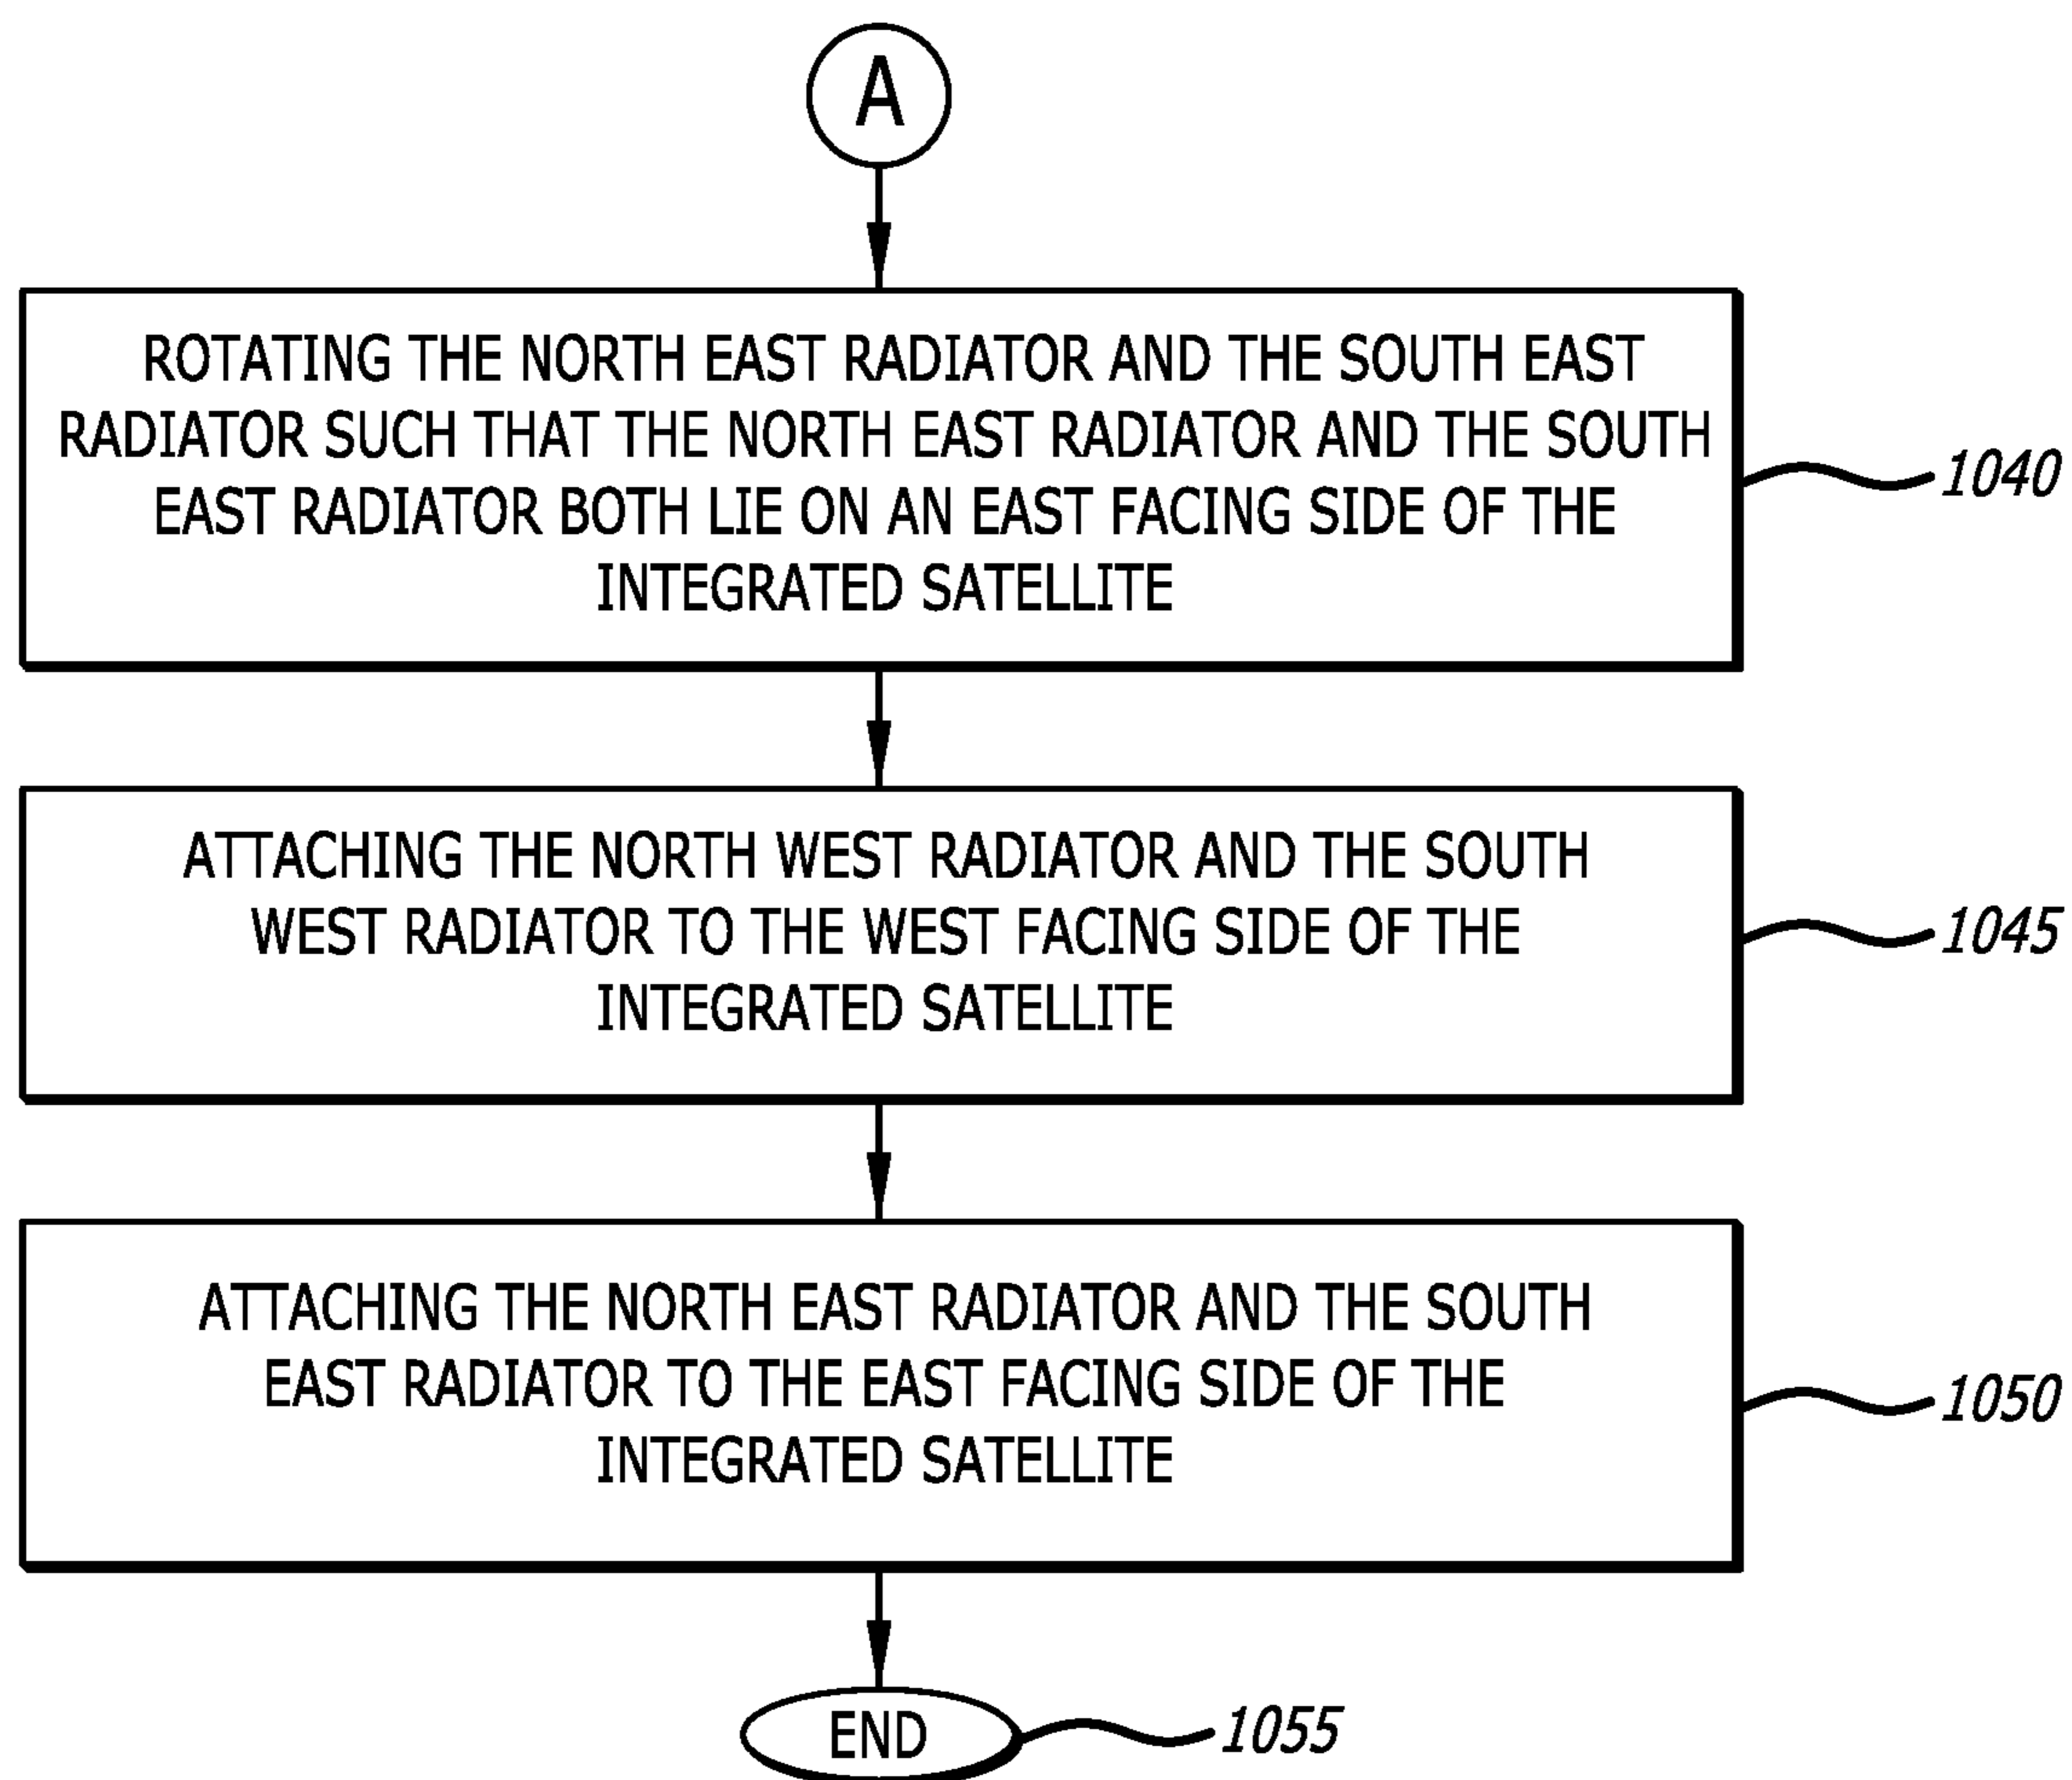 A
ROTATING THE NORTH EAST RADIATOR AND THE SOUTH EAST
RADIATOR SUCH THAT THE NORTH EAST RADIATOR AND THE SOUTH
EAST RADIATOR BOTH LIE ON AN EAST FACING SIDE OF THE
INTEGRATED SATELLITE
1040
ATTACHING THE NORTH WEST RADIATOR AND THE SOUTH
WEST RADIATOR TO THE WEST FACING SIDE OF THE
INTEGRATED SATELLITE
1045
ATTACHING THE NORTH EAST RADIATOR AND THE SOUTH
EAST RADIATOR TO THE EAST FACING SIDE OF THE
INTEGRATED SATELLITE
1050
END
1055